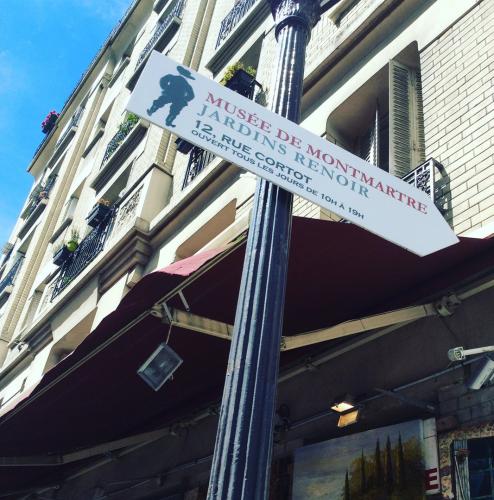 MUSÉE DE MONTMARTRE
JARDINS RENOIR
12, RUE CORTOT
OUVERT TOUS LES JOURS DE 10H À 19H
E